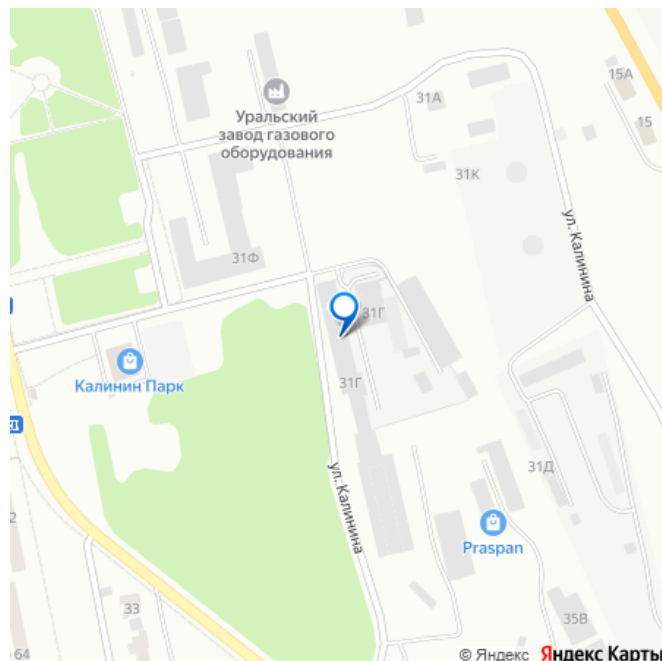 15А
31А
15
Уральский
завод газового
оборудования
31К
ул. Калинина
31Ф
31Г
Калинин Парк
31Г
31Д
ул. Калинина
Praspan
33
35В
64
© Яндекс Яндекс Карты